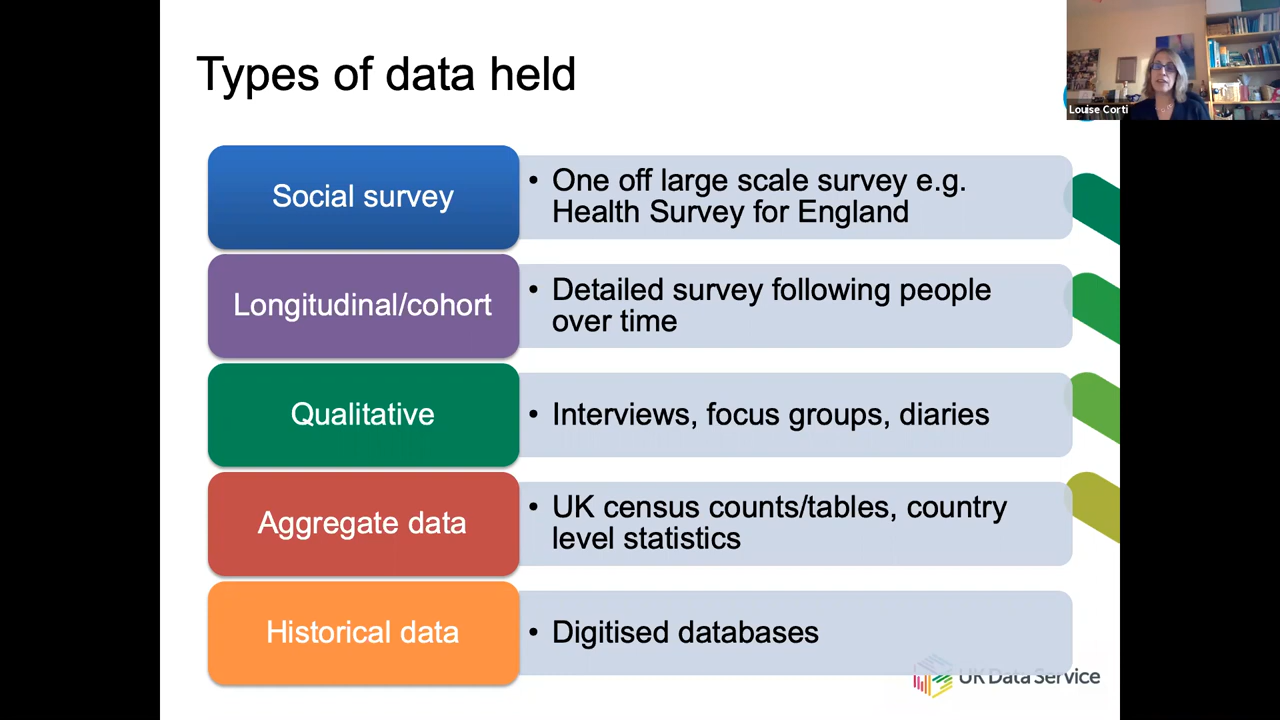 Types of data held
Louise Corti
Social survey
• One off large scale survey e.g.
Health Survey for England
Longitudinal/cohort
• Detailed survey following people
over time
Qualitative
• Interviews, focus groups, diaries
Aggregate data
• UK census counts/tables, country
level statistics
Historical data
• Digitised databases
UK Data Service